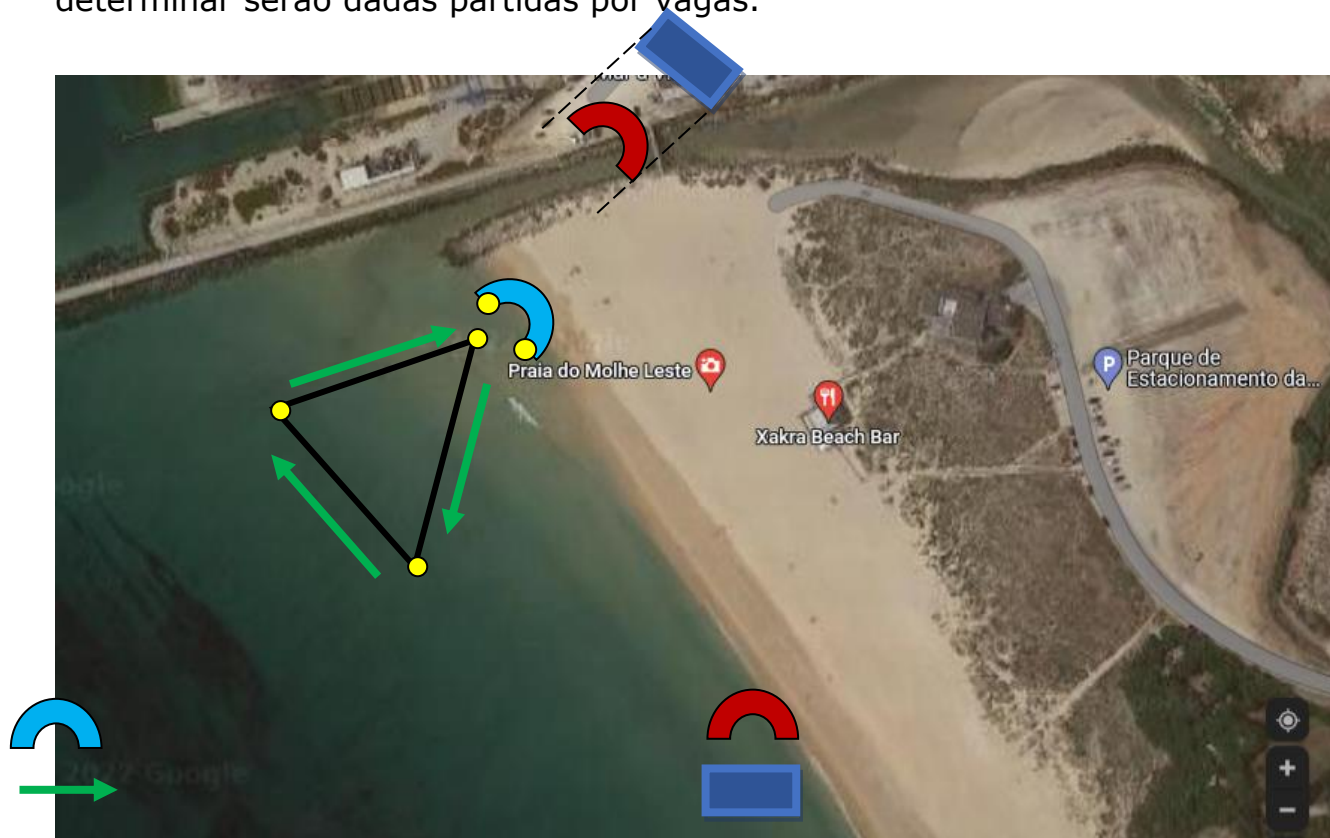 determinar serão dadas partidas por vagas.
Praia do Molhe Leste
Xakra Beach Bar
P
Parque de
Estacionamento da...
ogle
2022 Google
+
−